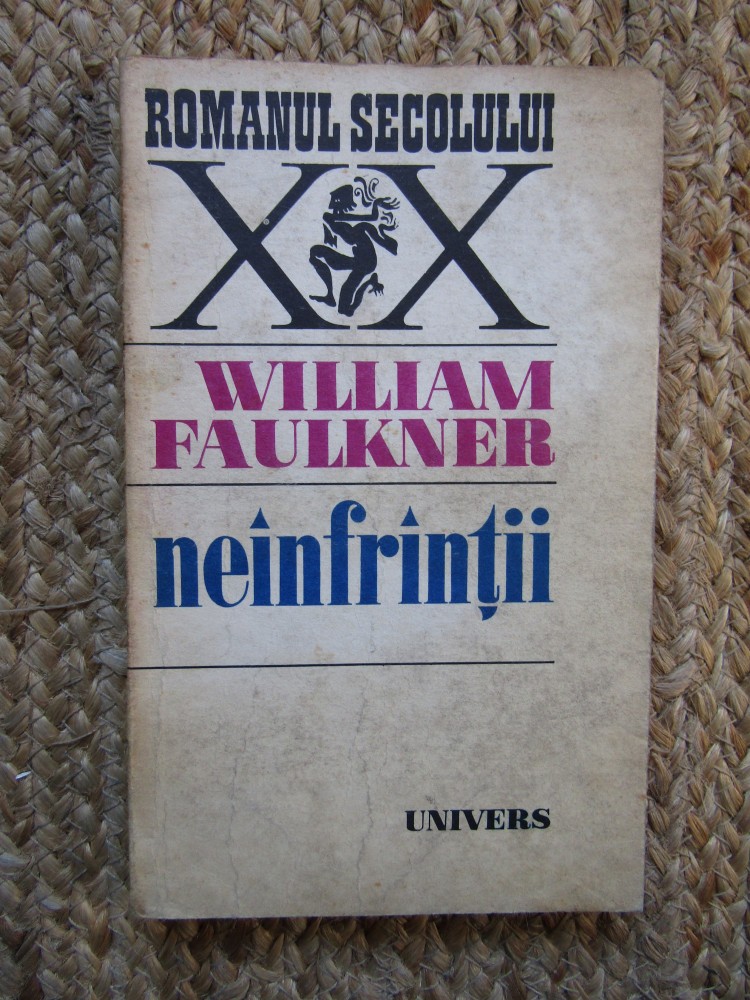 ROMANUL SECOLULUI
XX
WILLIAM
FAULKNER
neînfrînții
UNIVERS